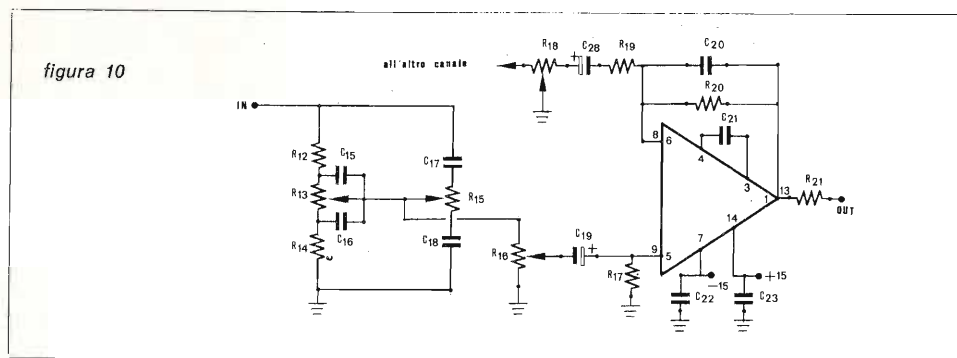 figura 10
all'altro canale
R18
+
C28
R19
C20
R20
C21
IN
R12
C15
R13
C16
R14
C17
R15
C18
R16
C19
+
R17
8
6
4
3
13
1
R21
OUT
14
9
5
7
-15
+15
C22
C23